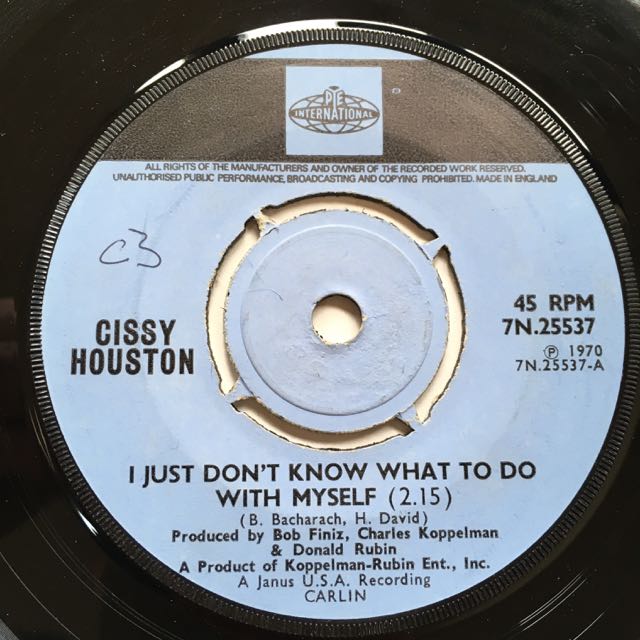 PYE
INTERNATIONAL
®
ALL RIGHTS OF THE MANUFACTURERS AND OWNER OF THE RECORDED WORK RESERVED.
UNAUTHORISED PUBLIC PERFORMANCE, BROADCASTING AND COPYING PROHIBITED. MADE IN ENGLAND
C3
CISSY
HOUSTON
45 RPM
7N.25537
℗ 1970
7N.25537-A
I JUST DON'T KNOW WHAT TO DO
WITH MYSELF (2.15)
(B. Bacharach, H. David)
Produced by Bob Finiz, Charles Koppelman
& Donald Rubin
A Product of Koppelman-Rubin Ent., Inc.
A Janus U.S.A. Recording
CARLIN